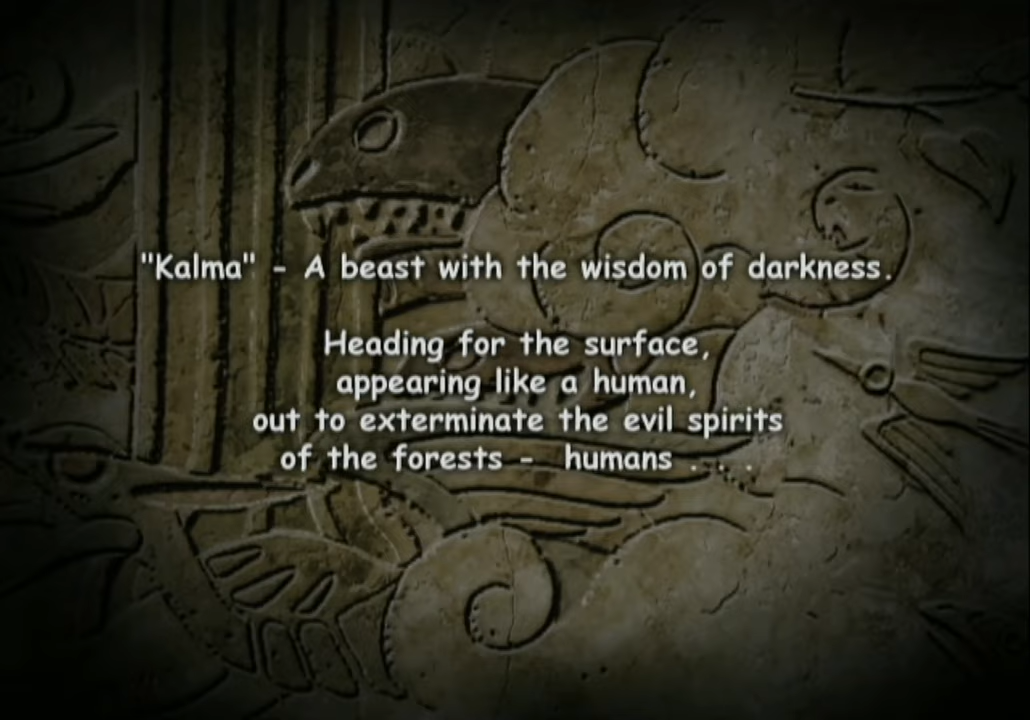 "Kalma" - A beast with the wisdom of darkness.
Heading for the surface,
appearing like a human,
out to exterminate the evil spirits
of the forests - humans . . .